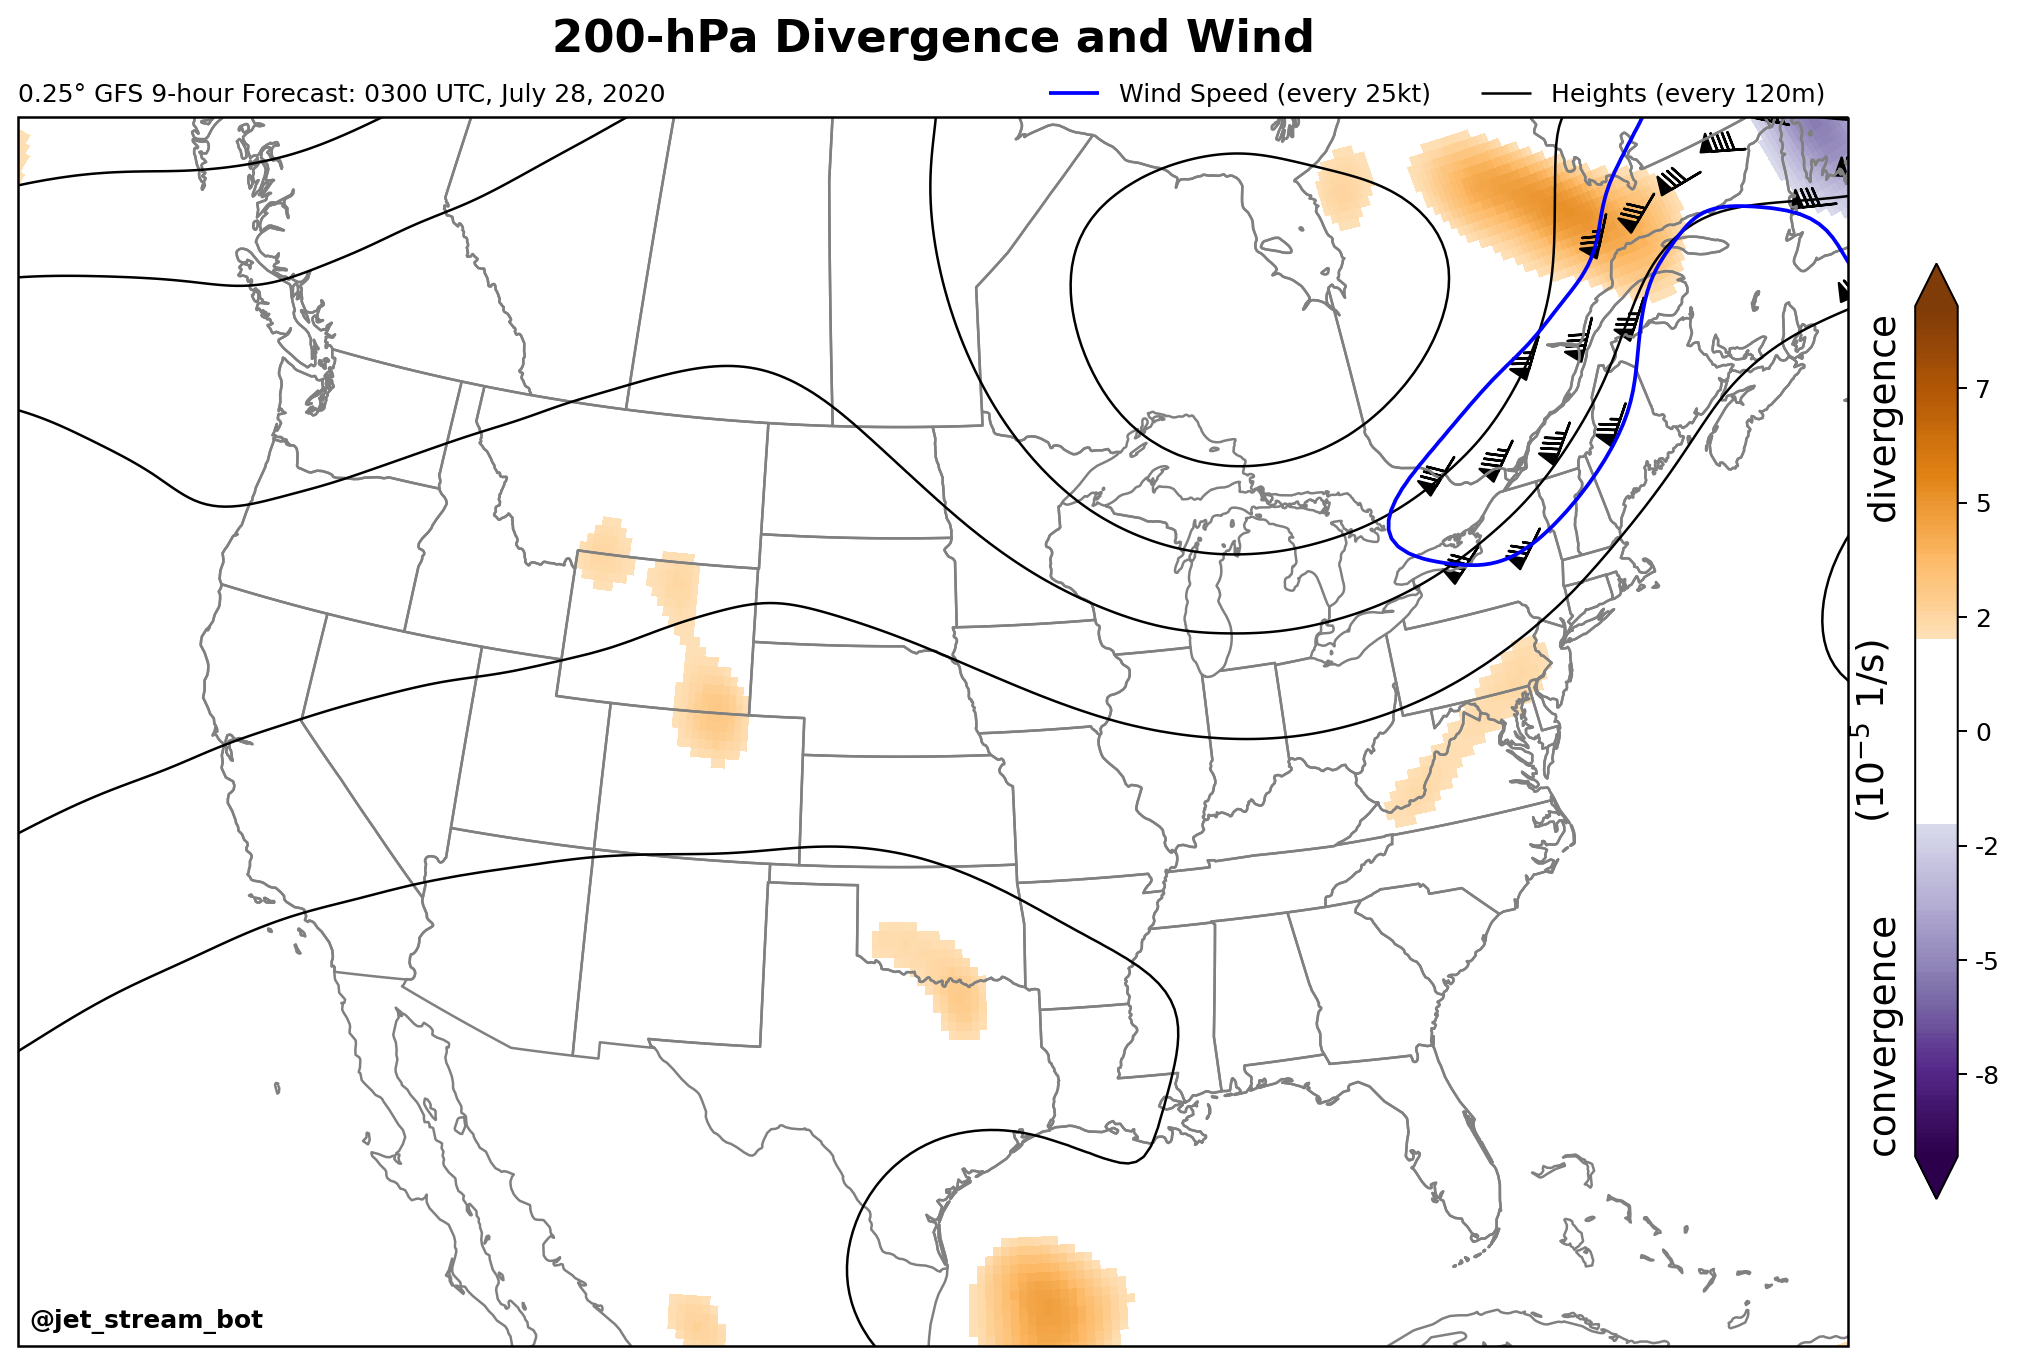 200-hPa Divergence and Wind
0.25° GFS 9-hour Forecast: 0300 UTC, July 28, 2020
Wind Speed (every 25kt)
Heights (every 120m)
divergence
(10⁻⁵ 1/s)
convergence
7
5
2
0
-2
-5
-8
@jet_stream_bot